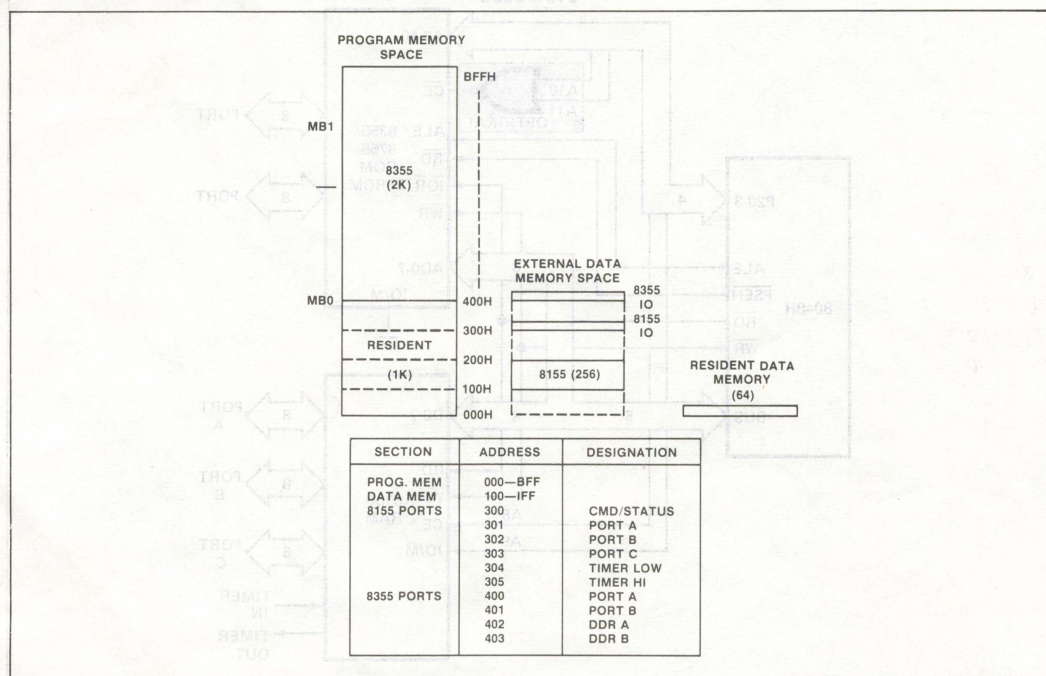 PROGRAM MEMORY
SPACE
BFFH
MB1
8355
(2K)
EXTERNAL DATA
MEMORY SPACE
MB0
400H
8355
IO
300H
8155
IO
RESIDENT
200H
RESIDENT DATA
MEMORY
(64)
(1K)
8155 (256)
100H
000H
SECTION ADDRESS DESIGNATION
PROG. MEM 000—BFF
DATA MEM 100—IFF
8155 PORTS 300 CMD/STATUS
301 PORT A
302 PORT B
303 PORT C
304 TIMER LOW
305 TIMER HI
8355 PORTS 400 PORT A
401 PORT B
402 DDR A
403 DDR B